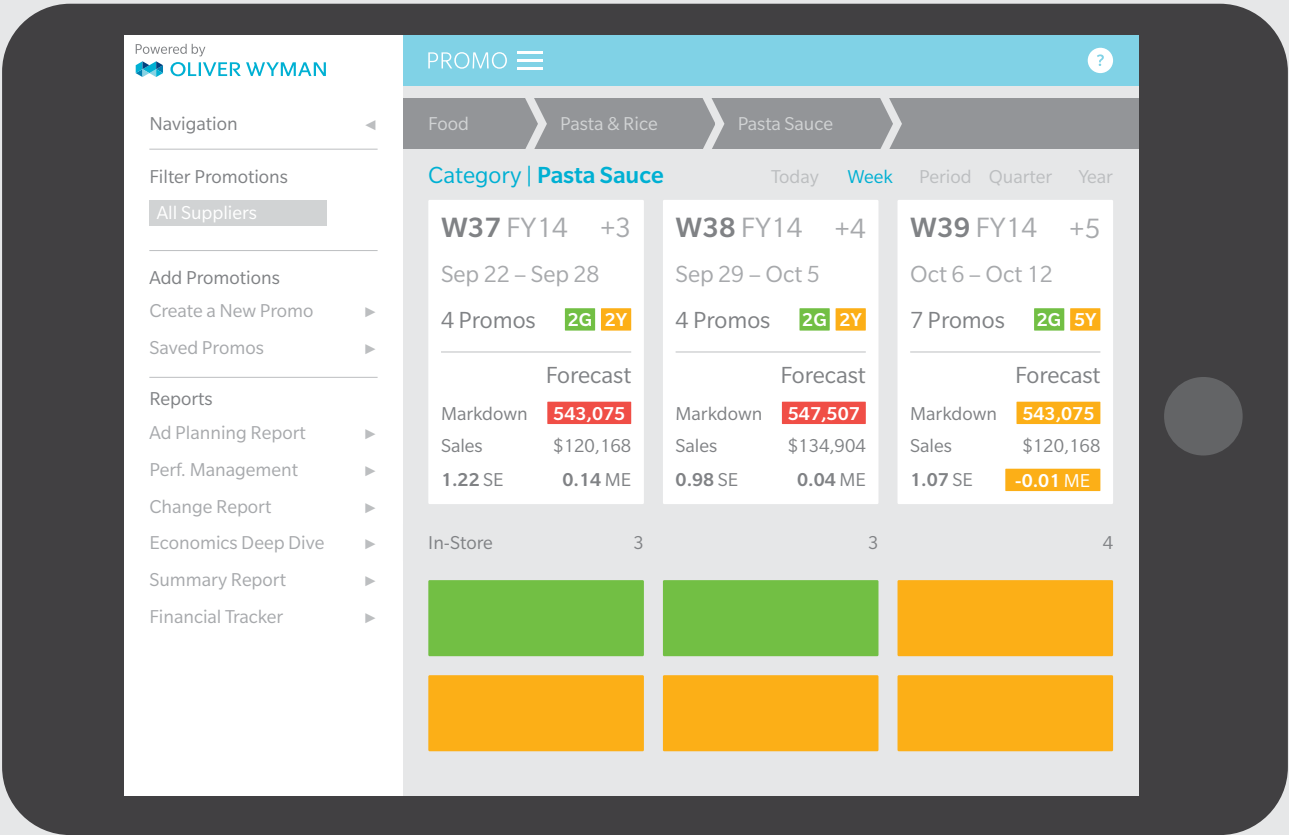 Powered by
OLIVER WYMAN
Navigation
Filter Promotions
All Suppliers
Add Promotions
Create a New Promo
Saved Promos
Reports
Ad Planning Report
Perf. Management
Change Report
Economics Deep Dive
Summary Report
Financial Tracker
PROMO ?
Food Pasta & Rice Pasta Sauce
Category | Pasta Sauce Today Week Period Quarter Year
W37 FY14 +3
Sep 22 – Sep 28
4 Promos 2G 2Y
Forecast
Markdown 543,075
Sales $120,168
1.22 SE 0.14 ME
W38 FY14 +4
Sep 29 – Oct 5
4 Promos 2G 2Y
Forecast
Markdown 547,507
Sales $134,904
0.98 SE 0.04 ME
W39 FY14 +5
Oct 6 – Oct 12
7 Promos 2G 5Y
Forecast
Markdown 543,075
Sales $120,168
1.07 SE -0.01 ME
In-Store 3 3 4